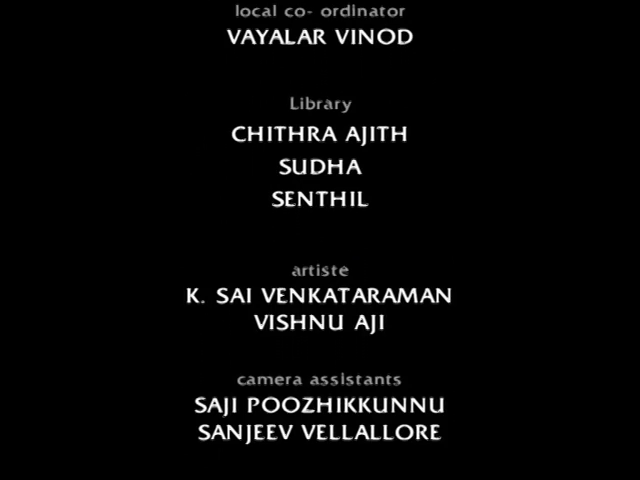 local co- ordinator
VAYALAR VINOD
Library
CHITHRA AJITH
SUDHA
SENTHIL
artiste
K. SAI VENKATARAMAN
VISHNU AJI
camera assistants
SAJI POOZHIKKUNNU
SANJEEV VELLALLORE